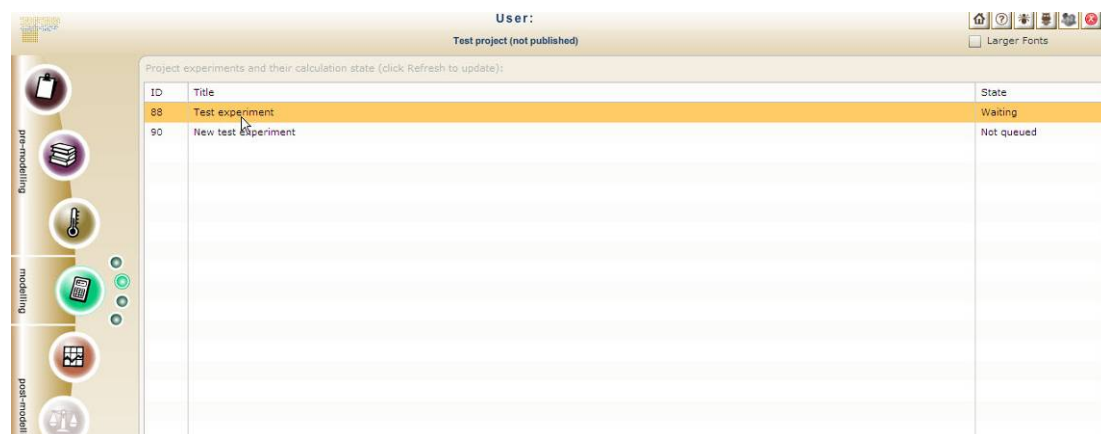 User:
Test project (not published)
Larger Fonts
Project experiments and their calculation state (click Refresh to update):
ID Title State
88 Test experiment Waiting
90 New test experiment Not queued
pre-modelling
modelling
post-modell